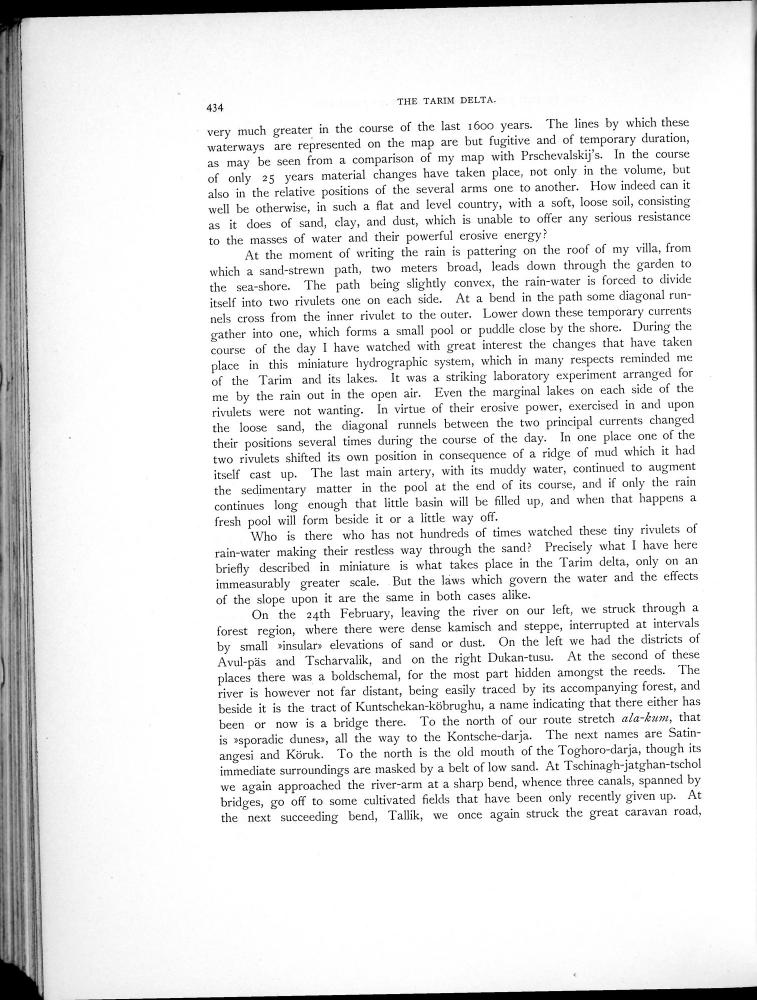 434
THE TARIM DELTA.
very much greater in the course of the last 1600 years. The lines by which these
waterways are represented on the map are but fugitive and of temporary duration,
as may be seen from a comparison of my map with Prschevalskij's. In the course
of only 25 years material changes have taken place, not only in the volume, but
also in the relative positions of the several arms one to another. How indeed can it
well be otherwise, in such a flat and level country, with a soft, loose soil, consisting
as it does of sand, clay, and dust, which is unable to offer any serious resistance
to the masses of water and their powerful erosive energy?
At the moment of writing the rain is pattering on the roof of my villa, from
which a sand-strewn path, two meters broad, leads down through the garden to
the sea-shore. The path being slightly convex, the rain-water is forced to divide
itself into two rivulets one on each side. At a bend in the path some diagonal run-
nels cross from the inner rivulet to the outer. Lower down these temporary currents
gather into one, which forms a small pool or puddle close by the shore. During the
course of the day I have watched with great interest the changes that have taken
place in this miniature hydrographic system, which in many respects reminded me
of the Tarim and its lakes. It was a striking laboratory experiment arranged for
me by the rain out in the open air. Even the marginal lakes on each side of the
rivulets were not wanting. In virtue of their erosive power, exercised in and upon
the loose sand, the diagonal runnels between the two principal currents changed
their positions several times during the course of the day. In one place one of the
two rivulets shifted its own position in consequence of a ridge of mud which it had
itself cast up. The last main artery, with its muddy water, continued to augment
the sedimentary matter in the pool at the end of its course, and if only the rain
continues long enough that little basin will be filled up, and when that happens a
fresh pool will form beside it or a little way off.
Who is there who has not hundreds of times watched these tiny rivulets of
rain-water making their restless way through the sand? Precisely what I have here
briefly described in miniature is what takes place in the Tarim delta, only on an
immeasurably greater scale. But the laws which govern the water and the effects
of the slope upon it are the same in both cases alike.
On the 24th February, leaving the river on our left, we struck through a
forest region, where there were dense kamisch and steppe, interrupted at intervals
by small »insular» elevations of sand or dust. On the left we had the districts of
Avul-päs and Tscharvalik, and on the right Dukan-tusu. At the second of these
places there was a boldschemal, for the most part hidden amongst the reeds. The
river is however not far distant, being easily traced by its accompanying forest, and
beside it is the tract of Kuntschekan-köbrughu, a name indicating that there either has
been or now is a bridge there. To the north of our route stretch ala-kum, that
is »sporadic dunes», all the way to the Kontsche-darja. The next names are Satin-
angesi and Köruk. To the north is the old mouth of the Toghoro-darja, though its
immediate surroundings are masked by a belt of low sand. At Tschinagh-jatghan-tschol
we again approached the river-arm at a sharp bend, whence three canals, spanned by
bridges, go off to some cultivated fields that have been only recently given up. At
the next succeeding bend, Tallik, we once again struck the great caravan road,